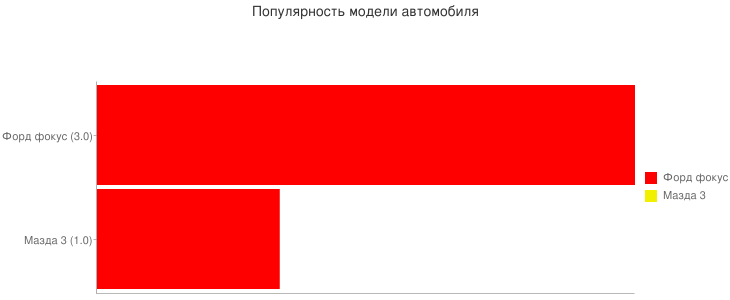 Популярность модели автомобиля
Форд фокус (3.0)
Мазда 3 (1.0)
Форд фокус
Мазда 3